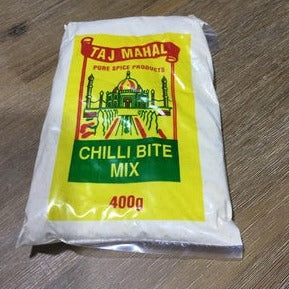 TAJ MAHAL
PURE SPICE PRODUCTS
CHILLI BITE
MIX
400g